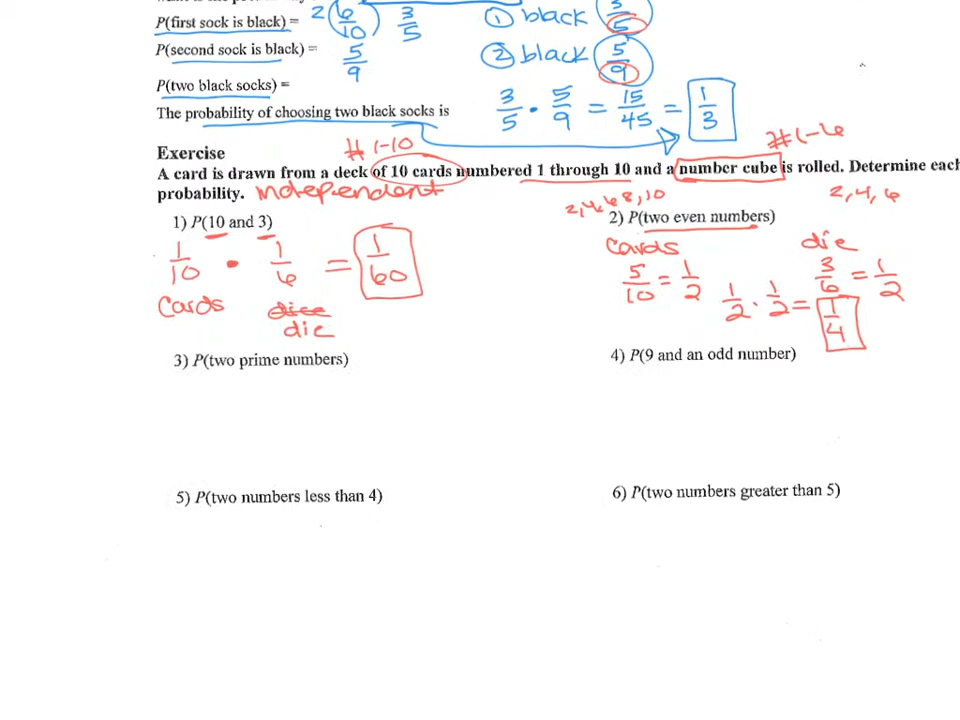 P(first sock is black) = 2 6/10 3/5 ① black 3/5
P(second sock is black) = 5/9 ② black 5/9
P(two black socks) =
The probability of choosing two black socks is 3/5 · 5/9 = 15/45 = 1/3
Exercise # 1-10 #1-6
A card is drawn from a deck of 10 cards numbered 1 through 10 and a number cube is rolled. Determine each
probability. Independent 2,4,6,8,10 2,4,6
1) P(10 and 3) 2) P(two even numbers)
1/10 · 1/6 = 1/60
Cards dice
die
Cards die
5/10 = 1/2 3/6 = 1/2
1/2 · 1/2 = 1/4
3) P(two prime numbers) 4) P(9 and an odd number)
5) P(two numbers less than 4) 6) P(two numbers greater than 5)